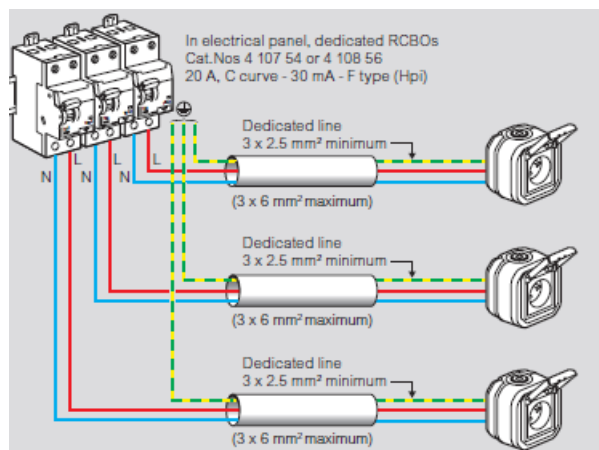 In electrical panel, dedicated RCBOs
Cat.Nos 4 107 54 or 4 108 56
20 A, C curve - 30 mA - F type (Hpi)
Dedicated line
3 x 2.5 mm² minimum
L
L
L
N
N
N
(3 x 6 mm² maximum)
Dedicated line
3 x 2.5 mm² minimum
(3 x 6 mm² maximum)
Dedicated line
3 x 2.5 mm² minimum
(3 x 6 mm² maximum)